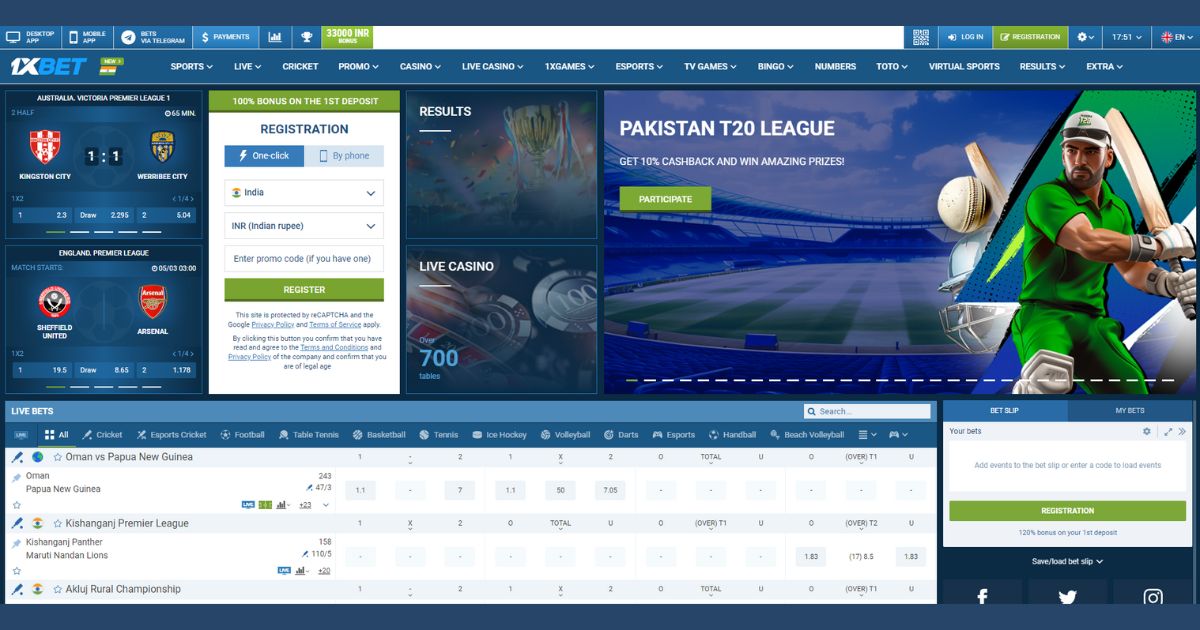 DESKTOP
APP
MOBILE
APP
BETS
VIA TELEGRAM
$ PAYMENTS
33000 INR
BONUS
LOG IN
REGISTRATION
17:51
EN
1XBET
NEW
SPORTS
LIVE
CRICKET
PROMO
CASINO
LIVE CASINO
1XGAMES
ESPORTS
TV GAMES
BINGO
NUMBERS
TOTO
VIRTUAL SPORTS
RESULTS
EXTRA
AUSTRALIA. VICTORIA PREMIER LEAGUE 1
2 HALF
65 MIN.
1 : 1
KINGSTON CITY
WERRIBEE CITY
1X2
< 1/4 >
1 2.3 Draw 2.295 2 5.04
ENGLAND. PREMIER LEAGUE
MATCH STARTS:
05/03 03:00
Arsenal
SHEFFIELD
UNITED
ARSENAL
1X2
< 1/4 >
1 19.5 Draw 8.65 2 1.178
100% BONUS ON THE 1ST DEPOSIT
REGISTRATION
One-click
By phone
India
INR (Indian rupee)
Enter promo code (if you have one)
REGISTER
This site is protected by reCAPTCHA and the
Google Privacy Policy and Terms of Service apply.
By clicking this button you confirm that you have
read and agree to the Terms and Conditions and
Privacy Policy of the company and confirm that you
are of legal age
RESULTS
LIVE CASINO
Over
700
tables
100
PAKISTAN T20 LEAGUE
GET 10% CASHBACK AND WIN AMAZING PRIZES!
PARTICIPATE
LIVE BETS
Search...
LIVE
All
Cricket
Esports Cricket
Football
Table Tennis
Basketball
Tennis
Ice Hockey
Volleyball
Darts
Esports
Handball
Beach Volleyball
Oman vs Papua New Guinea
1 - 2 1 X 2 O TOTAL U O (OVER) T1 U
Oman 243
Papua New Guinea 47/3
1.1 - 7 1.1 50 7.05 - - - - - -
LIVE +23
Kishanganj Premier League
1 X 2 O TOTAL U O (OVER) T1 U O (OVER) T2 U
Kishanganj Panther 158
Maruti Nandan Lions 110/5
- - - - - - - - - 1.83 (17) 8.5 1.83
LIVE +20
Akluj Rural Championship
1 - 2 1 X 2 O TOTAL U O (OVER) T1 U
BET SLIP
MY BETS
Your bets
Add events to the bet slip or enter a code to load events
REGISTRATION
120% bonus on your 1st deposit
Save/load bet slip